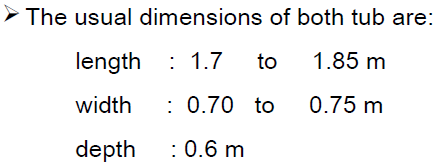 ➢ The usual dimensions of both tub are:
length : 1.7 to 1.85 m
width : 0.70 to 0.75 m
depth : 0.6 m